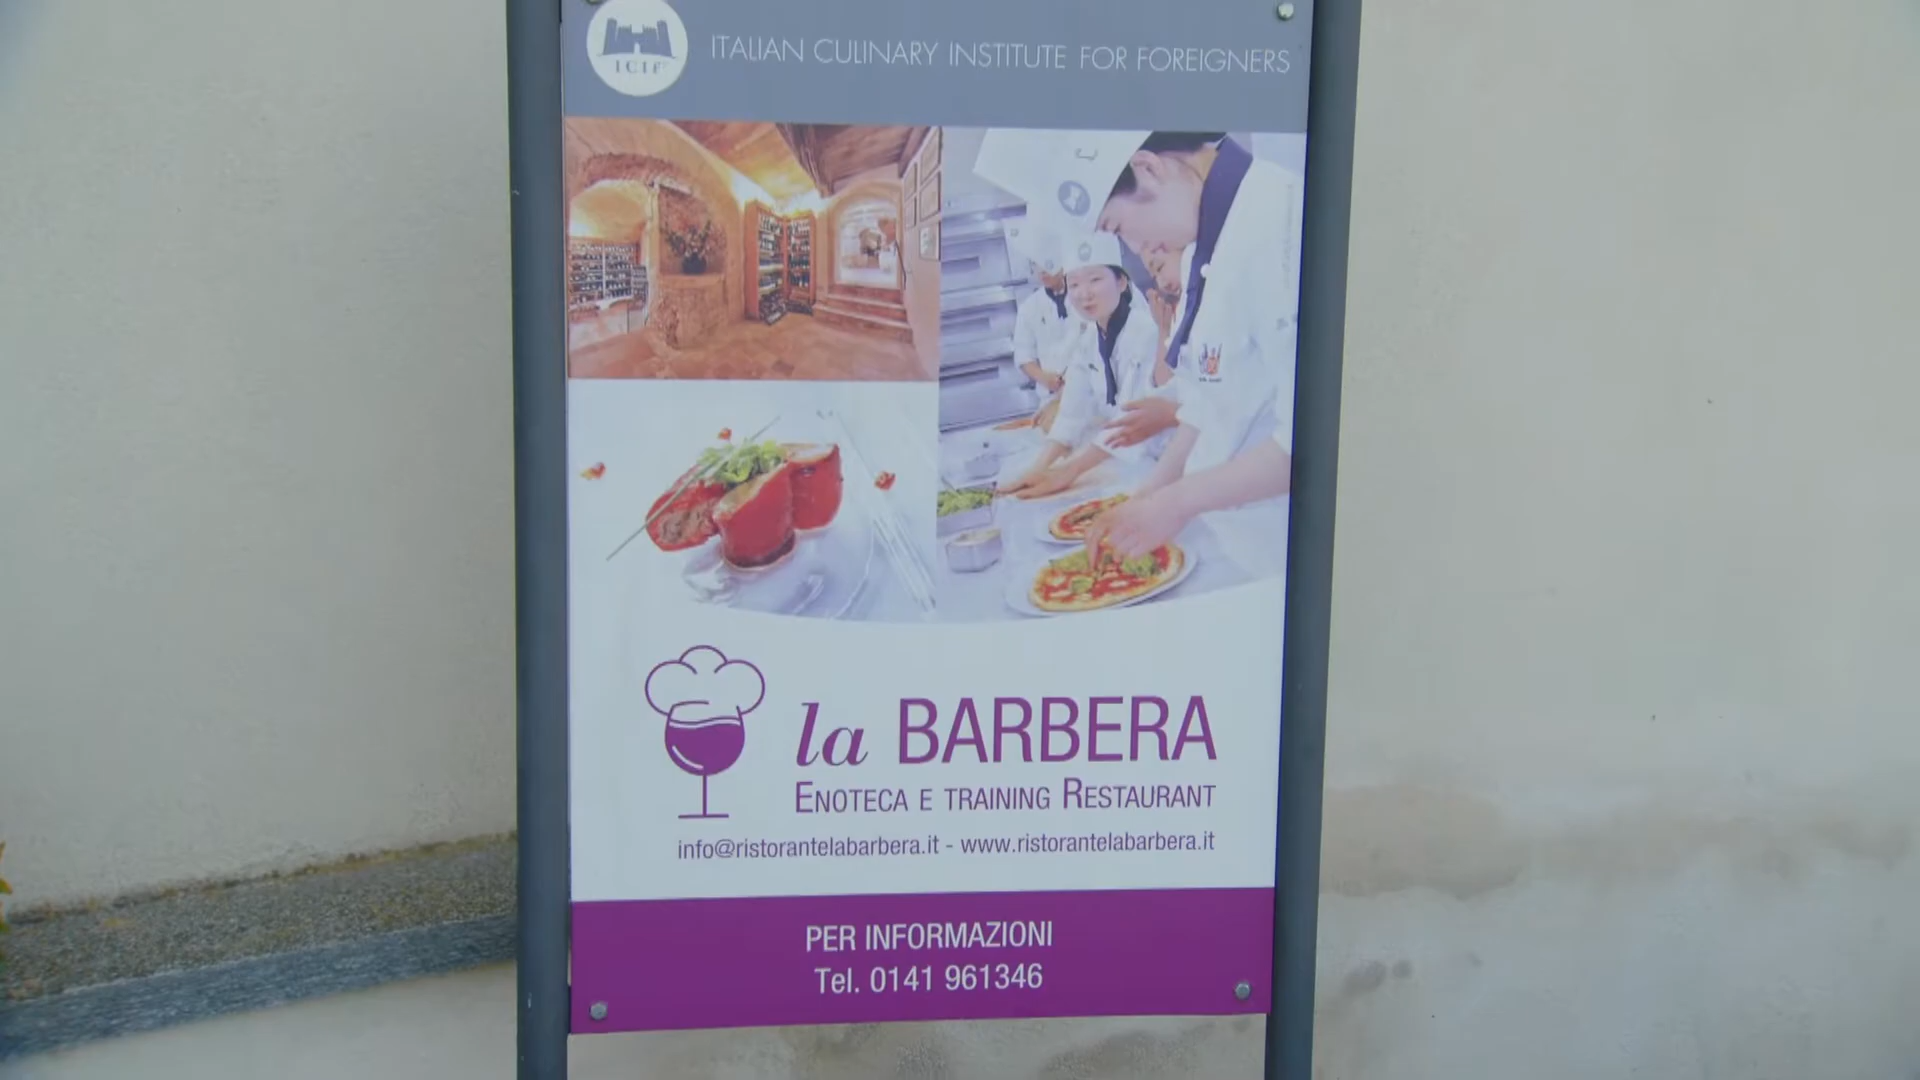 ICIF
ITALIAN CULINARY INSTITUTE FOR FOREIGNERS
la BARBERA
ENOTECA E TRAINING RESTAURANT
info@ristorantelabarbera.it - www.ristorantelabarbera.it
PER INFORMAZIONI
Tel. 0141 961346